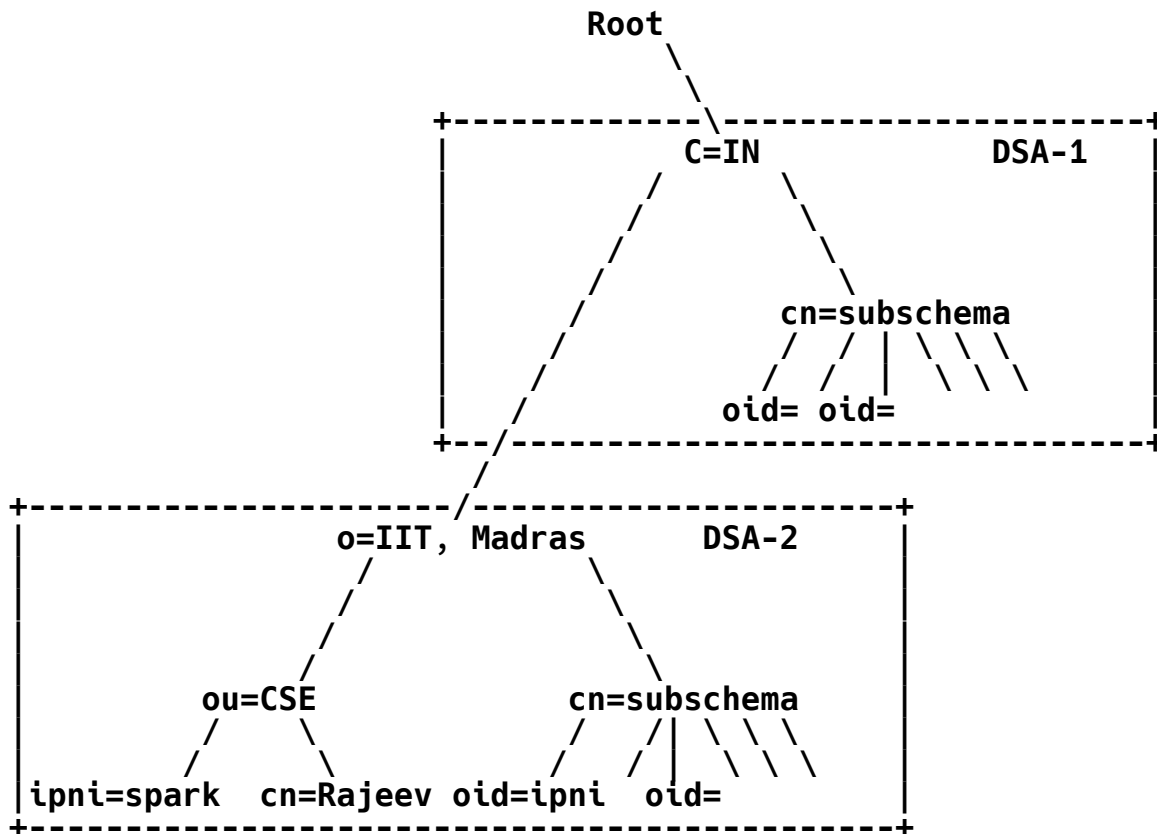 Root
C=IN DSA-1
cn=subschema
oid= oid=
o=IIT, Madras DSA-2
ou=CSE cn=subschema
ipni=spark cn=Rajeev oid=ipni oid=